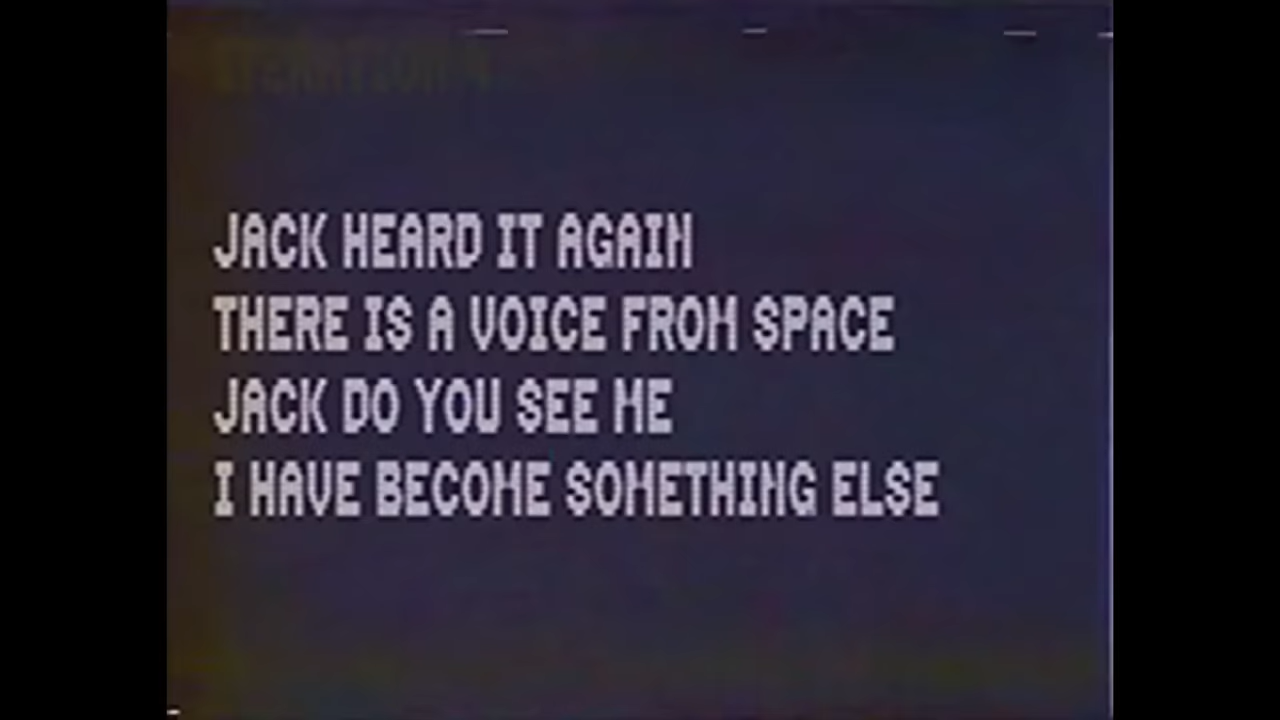 JACK HEARD IT AGAIN
THERE IS A VOICE FROM SPACE
JACK DO YOU SEE ME
I HAVE BECOME SOMETHING ELSE